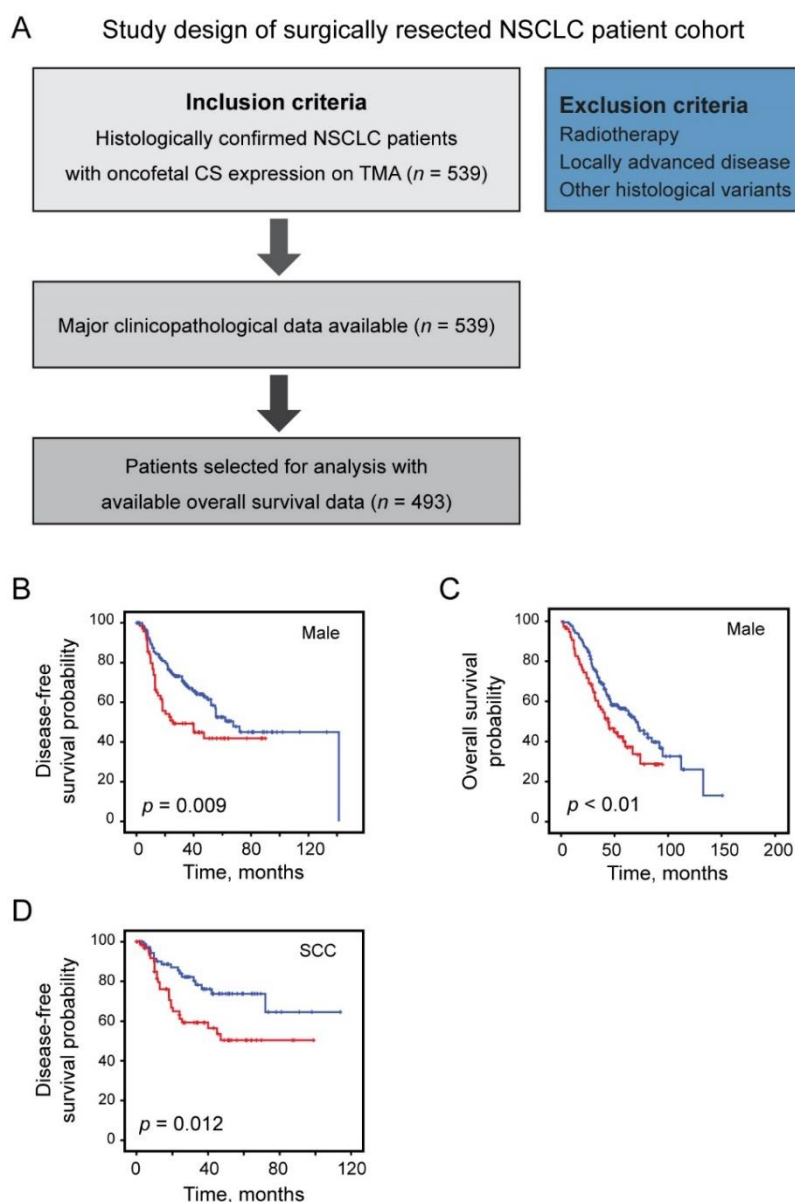 A
Study design of surgically resected NSCLC patient cohort
Inclusion criteria
Histologically confirmed NSCLC patients
with oncofetal CS expression on TMA (n = 539)
Exclusion criteria
Radiotherapy
Locally advanced disease
Other histological variants
Major clinicopathological data available (n = 539)
Patients selected for analysis with
available overall survival data (n = 493)
B
Disease-free
survival probability
100
80
60
40
20
0
Male
p = 0.009
0 40 80 120
Time, months
C
Overall survival
probability
100
80
60
40
20
0
Male
p < 0.01
0 50 100 150 200
Time, months
D
Disease-free
survival probability
100
80
60
40
20
0
SCC
p = 0.012
0 40 80 120
Time, months